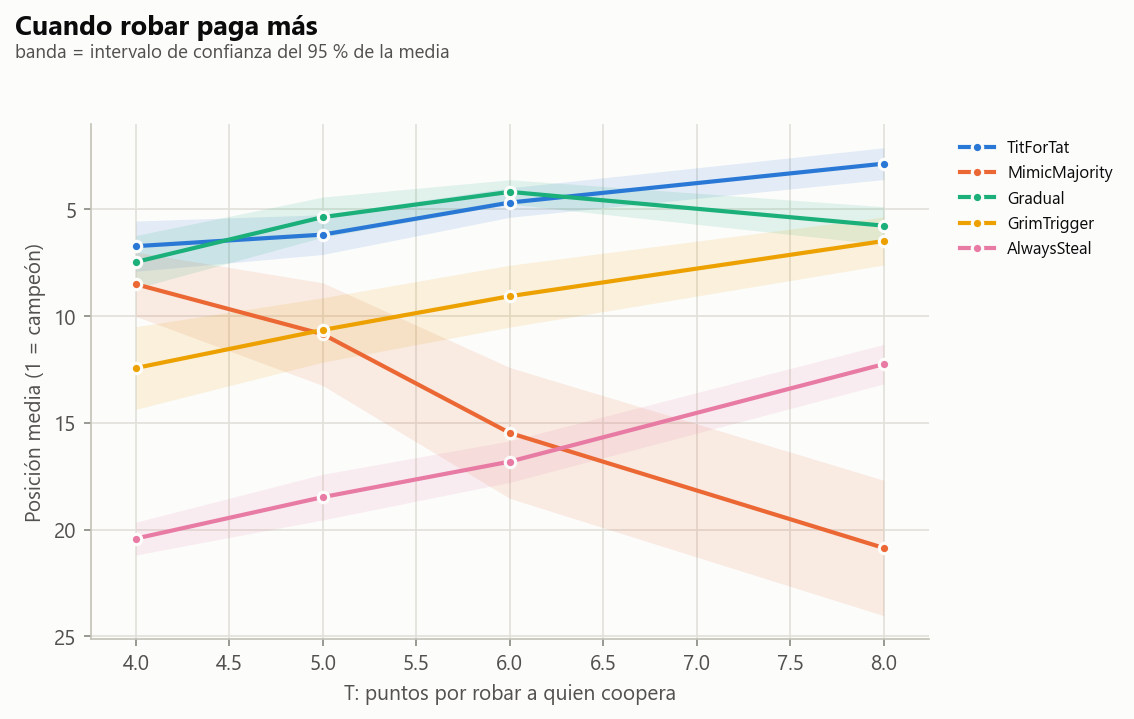 Cuando robar paga más
banda = intervalo de confianza del 95 % de la media
TitForTat
MimicMajority
Gradual
GrimTrigger
AlwaysSteal
Posición media (1 = campeón)
5
10
15
20
25
4.0 4.5 5.0 5.5 6.0 6.5 7.0 7.5 8.0
T: puntos por robar a quien coopera